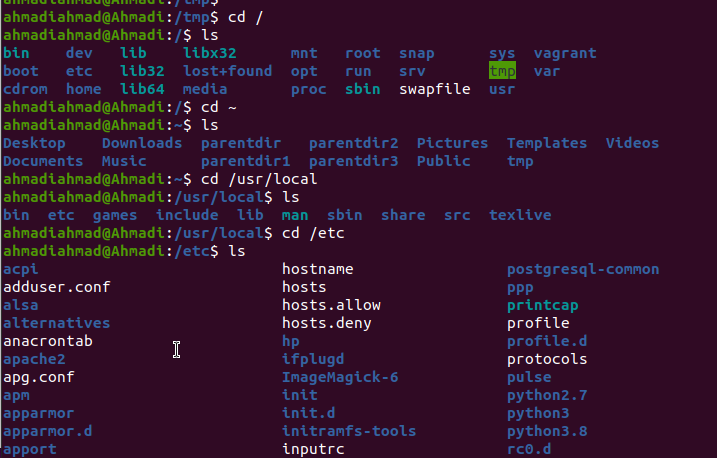 ahmadiahmad@Ahmadi:/tmp$
ahmadiahmad@Ahmadi:/tmp$ cd /
ahmadiahmad@Ahmadi:/$ ls
bin dev lib libx32 mnt root snap sys vagrant
boot etc lib32 lost+found opt run srv tmp var
cdrom home lib64 media proc sbin swapfile usr
ahmadiahmad@Ahmadi:/$ cd ~
ahmadiahmad@Ahmadi:~$ ls
Desktop Downloads parentdir parentdir2 Pictures Templates Videos
Documents Music parentdir1 parentdir3 Public tmp
ahmadiahmad@Ahmadi:~$ cd /usr/local
ahmadiahmad@Ahmadi:/usr/local$ ls
bin etc games include lib man sbin share src texlive
ahmadiahmad@Ahmadi:/usr/local$ cd /etc
ahmadiahmad@Ahmadi:/etc$ ls
acpi hostname postgresql-common
adduser.conf hosts ppp
alsa hosts.allow printcap
alternatives hosts.deny profile
anacrontab hp profile.d
apache2 ifplugd protocols
apg.conf ImageMagick-6 pulse
apm init python2.7
apparmor init.d python3
apparmor.d initramfs-tools python3.8
apport inputrc rc0.d